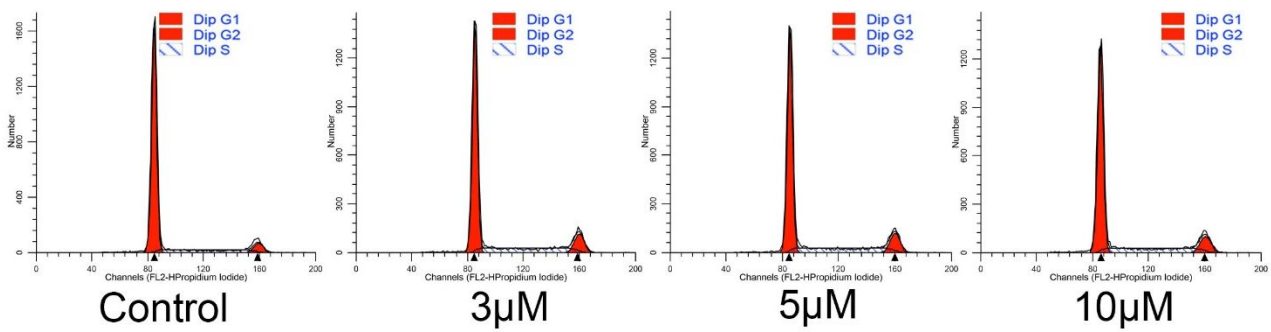 Dip G1
Dip G2
Dip S
1600
1200
800
400
0
Number
0 40 80 120 160 200
Channels (FL2-HPropidium Iodide)
Control
Dip G1
Dip G2
Dip S
1200
900
600
300
0
Number
0 40 80 120 160 200
Channels (FL2-HPropidium Iodide)
3µM
Dip G1
Dip G2
Dip S
1200
900
600
300
0
Number
0 40 80 120 160 200
Channels (FL2-HPropidium Iodide)
5µM
Dip G1
Dip G2
Dip S
1200
900
600
300
0
Number
0 40 80 120 160 200
Channels (FL2-HPropidium Iodide)
10µM